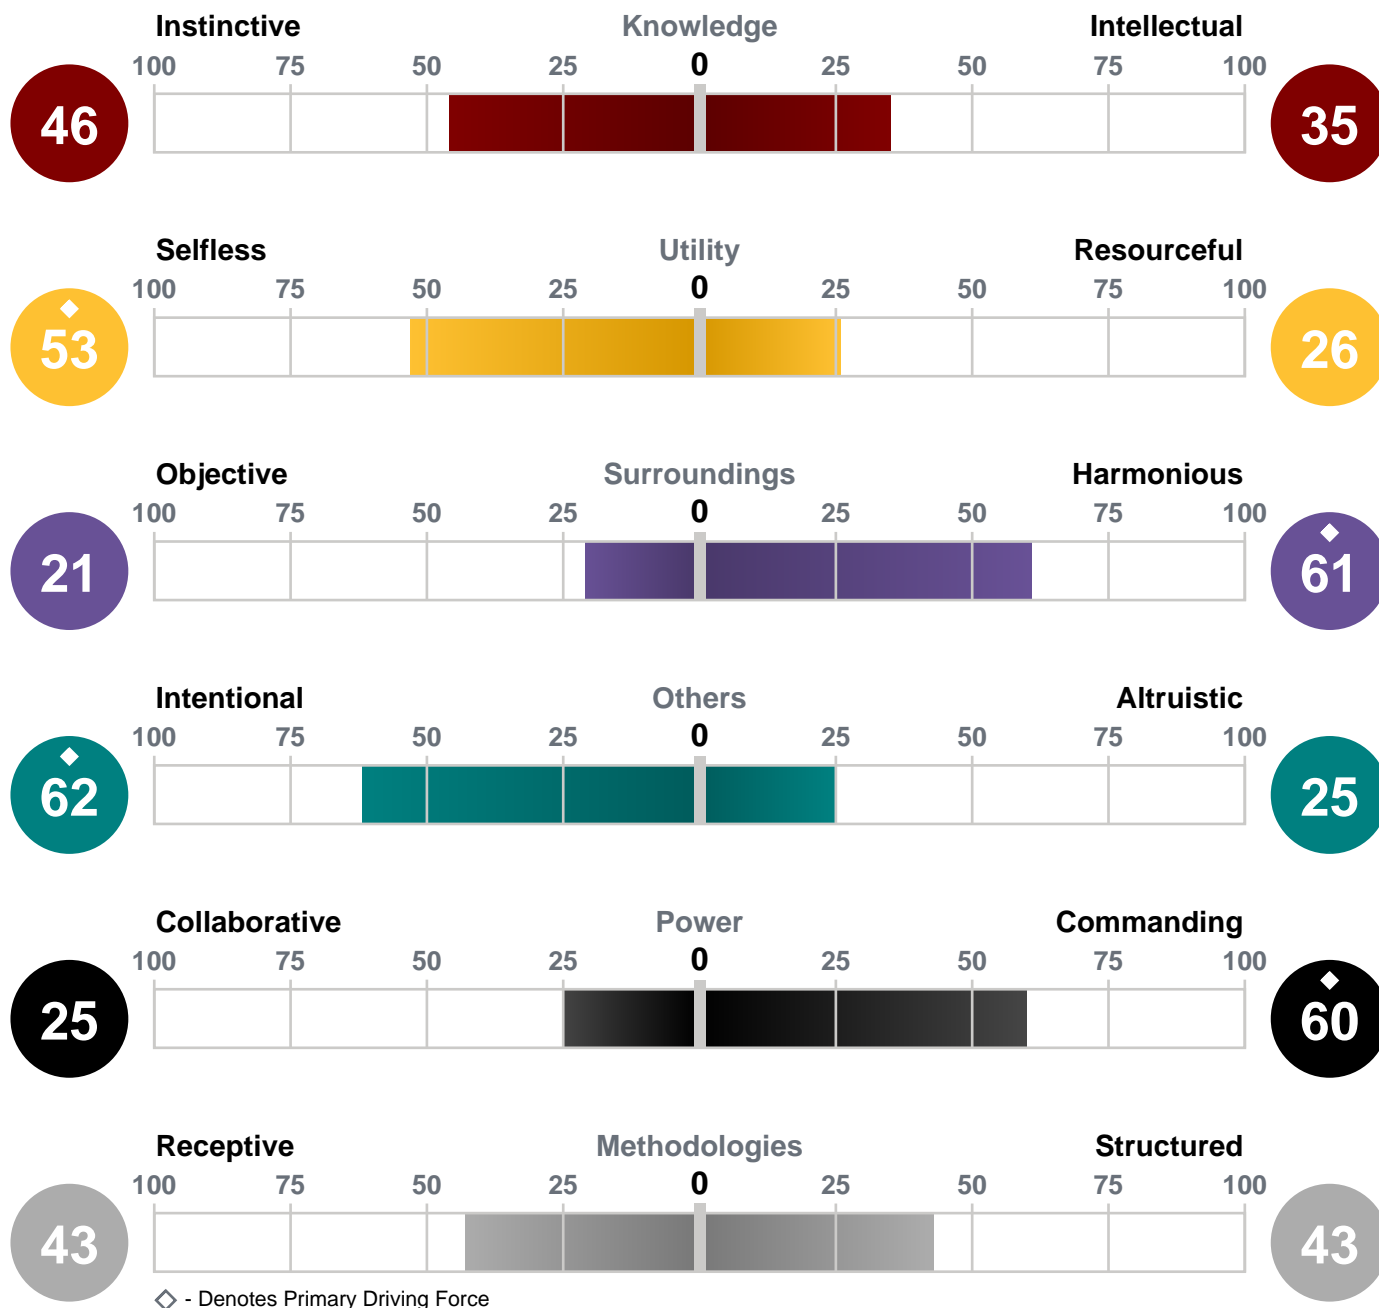 Instinctive Knowledge Intellectual
100 75 50 25 0 25 50 75 100
46 35
Selfless Utility Resourceful
100 75 50 25 0 25 50 75 100
53 26
Objective Surroundings Harmonious
100 75 50 25 0 25 50 75 100
21 61
Intentional Others Altruistic
100 75 50 25 0 25 50 75 100
62 25
Collaborative Power Commanding
100 75 50 25 0 25 50 75 100
25 60
Receptive Methodologies Structured
100 75 50 25 0 25 50 75 100
43 43
- Denotes Primary Driving Force